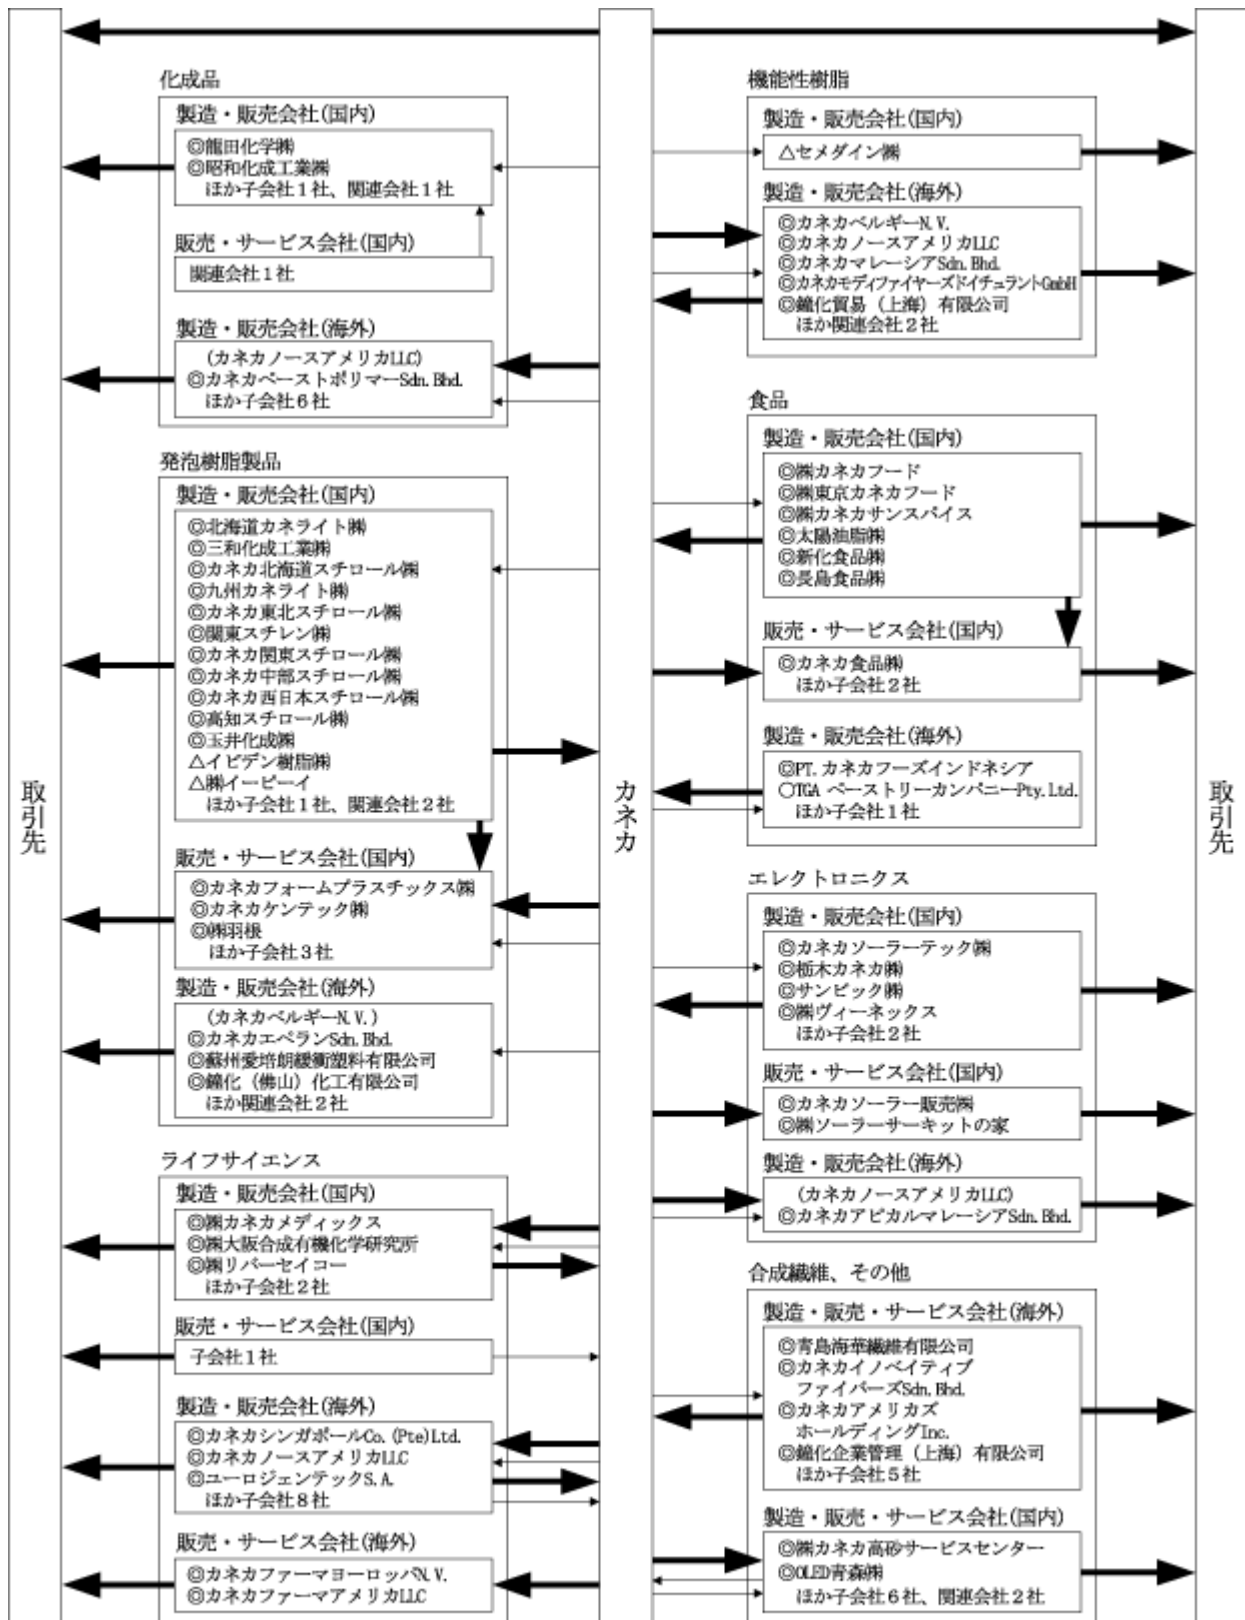 取引先
化成品
製造・販売会社(国内)
◎龍田化学㈱
◎昭和化成工業㈱
ほか子会社1社、関連会社1社
販売・サービス会社(国内)
関連会社1社
製造・販売会社(海外)
(カネカノースアメリカLLC)
◎カネカペーストポリマーSdn.Bhd.
ほか子会社6社
発泡樹脂製品
製造・販売会社(国内)
◎北海道カネライト㈱
◎三和化成工業㈱
◎カネカ北海道スチロール㈱
◎九州カネライト㈱
◎カネカ東北スチロール㈱
◎関東スチレン㈱
◎カネカ関東スチロール㈱
◎カネカ中部スチロール㈱
◎カネカ西日本スチロール㈱
◎高知スチロール㈱
◎玉井化成㈱
△イビデン樹脂㈱
△㈱イーピーイ
ほか子会社1社、関連会社2社
販売・サービス会社(国内)
◎カネカフォームプラスチックス㈱
◎カネカケンテック㈱
◎㈱羽根
ほか子会社3社
製造・販売会社(海外)
(カネカベルギーN.V.)
◎カネカエペランSdn.Bhd.
◎蘇州愛培朗緩衝塑料有限公司
◎鐘化(佛山)化工有限公司
ほか関連会社2社
ライフサイエンス
製造・販売会社(国内)
◎㈱カネカメディックス
◎㈱大阪合成有機化学研究所
◎㈱リバーセイコー
ほか子会社2社
販売・サービス会社(国内)
子会社1社
製造・販売会社(海外)
◎カネカシンガポールCo.(Pte)Ltd.
◎カネカノースアメリカLLC
◎ユーロジェンテックS.A.
ほか子会社8社
販売・サービス会社(海外)
◎カネカファーマヨーロッパN.V.
◎カネカファーマアメリカLLC
カネカ
機能性樹脂
製造・販売会社(国内)
△セメダイン㈱
製造・販売会社(海外)
◎カネカベルギーN.V.
◎カネカノースアメリカLLC
◎カネカマレーシアSdn.Bhd.
◎カネカモディファイヤーズドイチュラントGmbH
◎鐘化貿易(上海)有限公司
ほか関連会社2社
食品
製造・販売会社(国内)
◎㈱カネカフード
◎㈱東京カネカフード
◎㈱カネカサンスパイス
◎太陽油脂㈱
◎新化食品㈱
◎長島食品㈱
販売・サービス会社(国内)
◎カネカ食品㈱
ほか子会社2社
製造・販売会社(海外)
◎PT.カネカフーズインドネシア
○TGA ペーストリーカンパニーPty.Ltd.
ほか子会社1社
エレクトロニクス
製造・販売会社(国内)
◎カネカソーラーテック㈱
◎栃木カネカ㈱
◎サンビック㈱
◎㈱ヴィーネックス
ほか子会社2社
販売・サービス会社(国内)
◎カネカソーラー販売㈱
◎㈱ソーラーサーキットの家
製造・販売会社(海外)
(カネカノースアメリカLLC)
◎カネカアピカルマレーシアSdn.Bhd.
合成繊維、その他
製造・販売・サービス会社(海外)
◎青島海華繊維有限公司
◎カネカイノベイティブ
ファイバーズSdn.Bhd.
◎カネカアメリカズ
ホールディングInc.
◎鐘化企業管理(上海)有限公司
ほか子会社5社
製造・販売・サービス会社(国内)
◎㈱カネカ高砂サービスセンター
◎OLED青森㈱
ほか子会社6社、関連会社2社
取引先